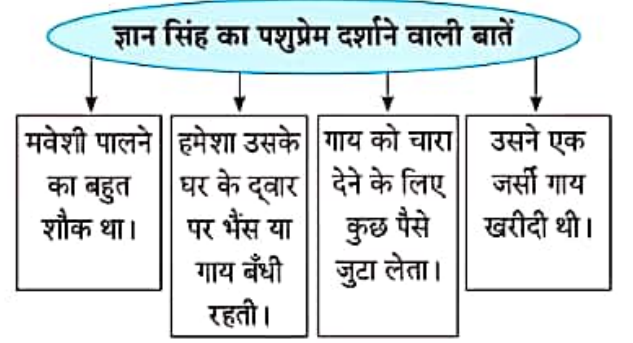 ज्ञान सिंह का पशुप्रेम दर्शाने वाली बातें
मवेशी पालने
का बहुत
शौक था।
हमेशा उसके
घर के द्‌वार
पर भैंस या
गाय बँधी
रहती।
गाय को चारा
देने के लिए
कुछ पैसे
जुटा लेता।
उसने एक
जर्सी गाय
खरीदी थी।